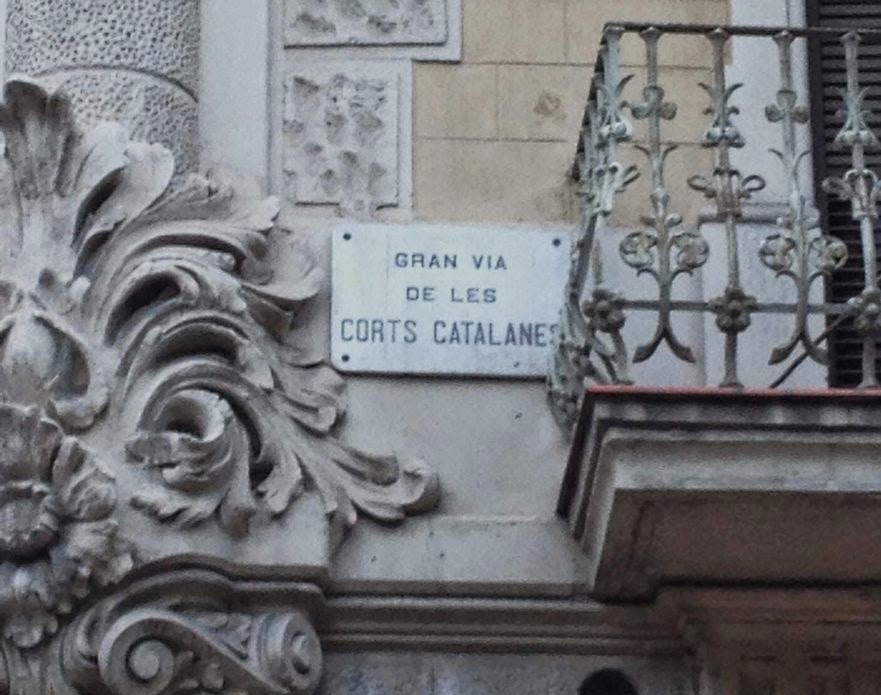 GRAN VIA
DE LES
CORTS CATALANES